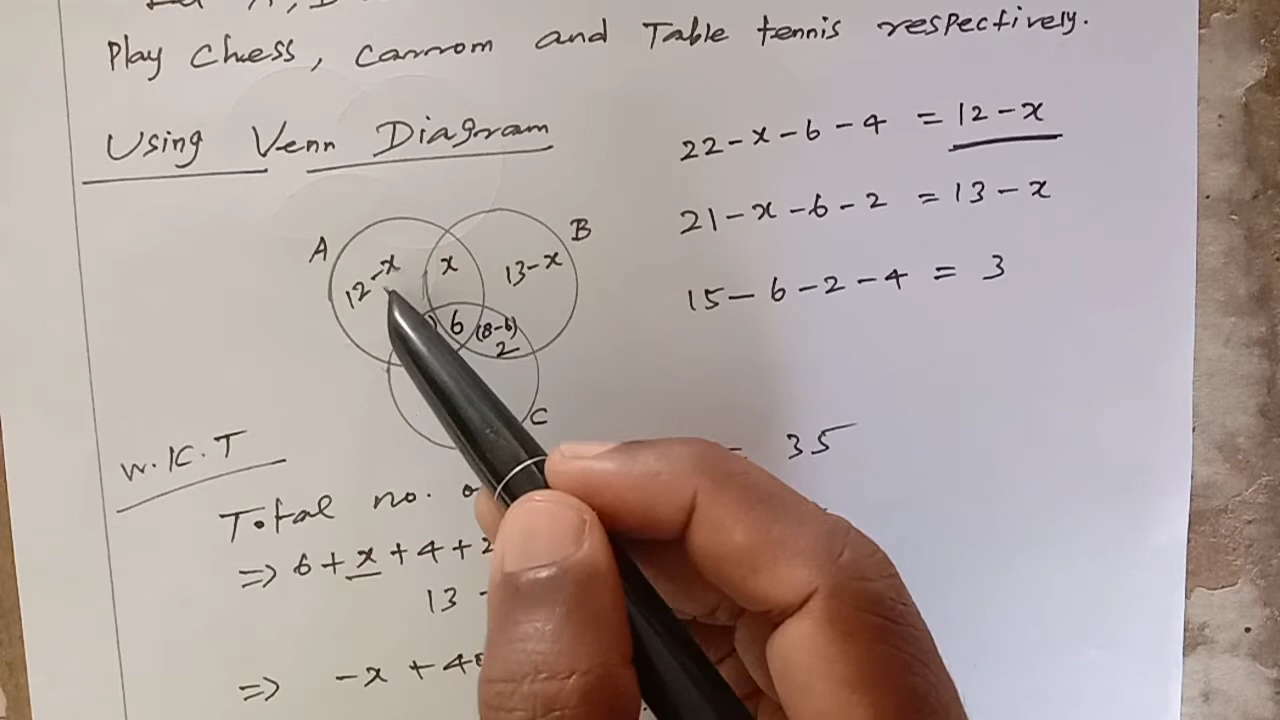 Play Chess, Carrom and Table tennis respectively.
Using Venn Diagram
22-x-6-4 = 12-x
21-x-6-2 = 13-x
15-6-2-4 = 3
A
B
12-x
x
13-x
6
(8-6)
2
C
W.K.T
= 35
Total no.
=> 6+x+4+2
13 -
=> -x + 40